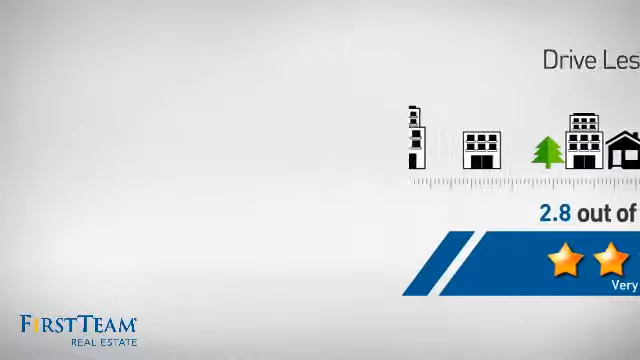 Drive Les
2.8 out of
Very
FIRSTTEAM®
REAL ESTATE